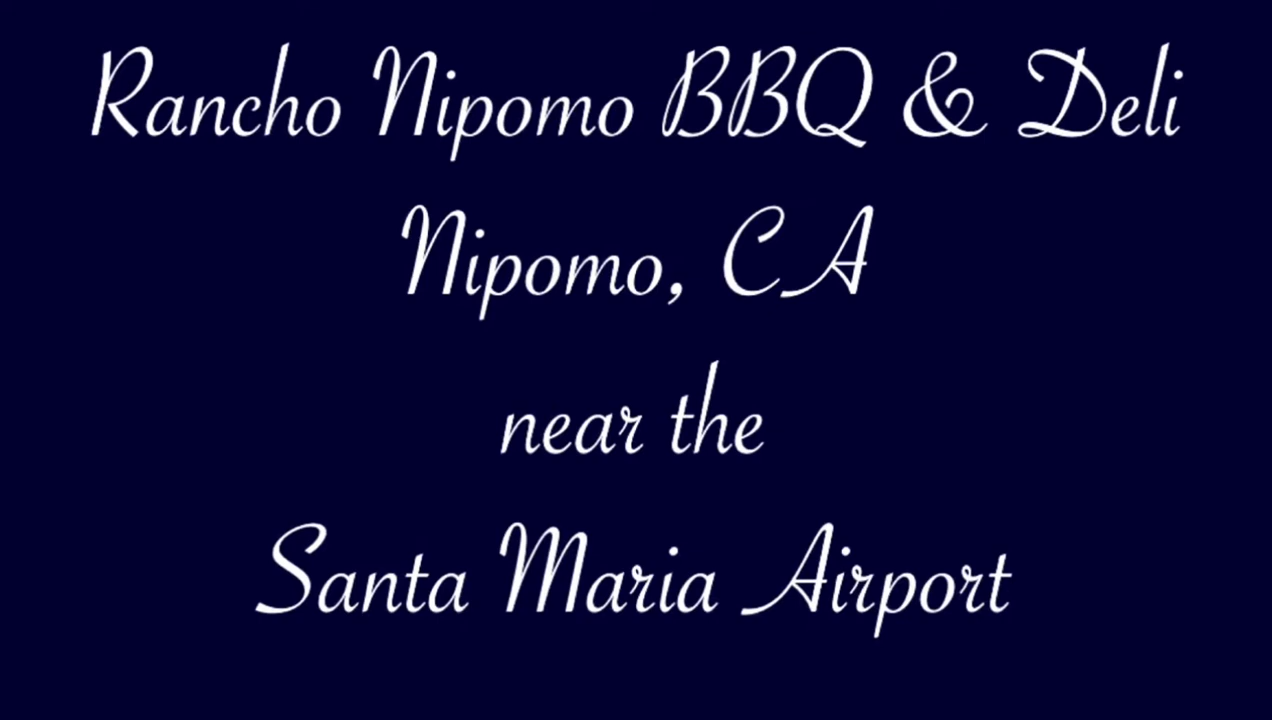 Rancho Nipomo BBQ & Deli
Nipomo, CA
near the
Santa Maria Airport